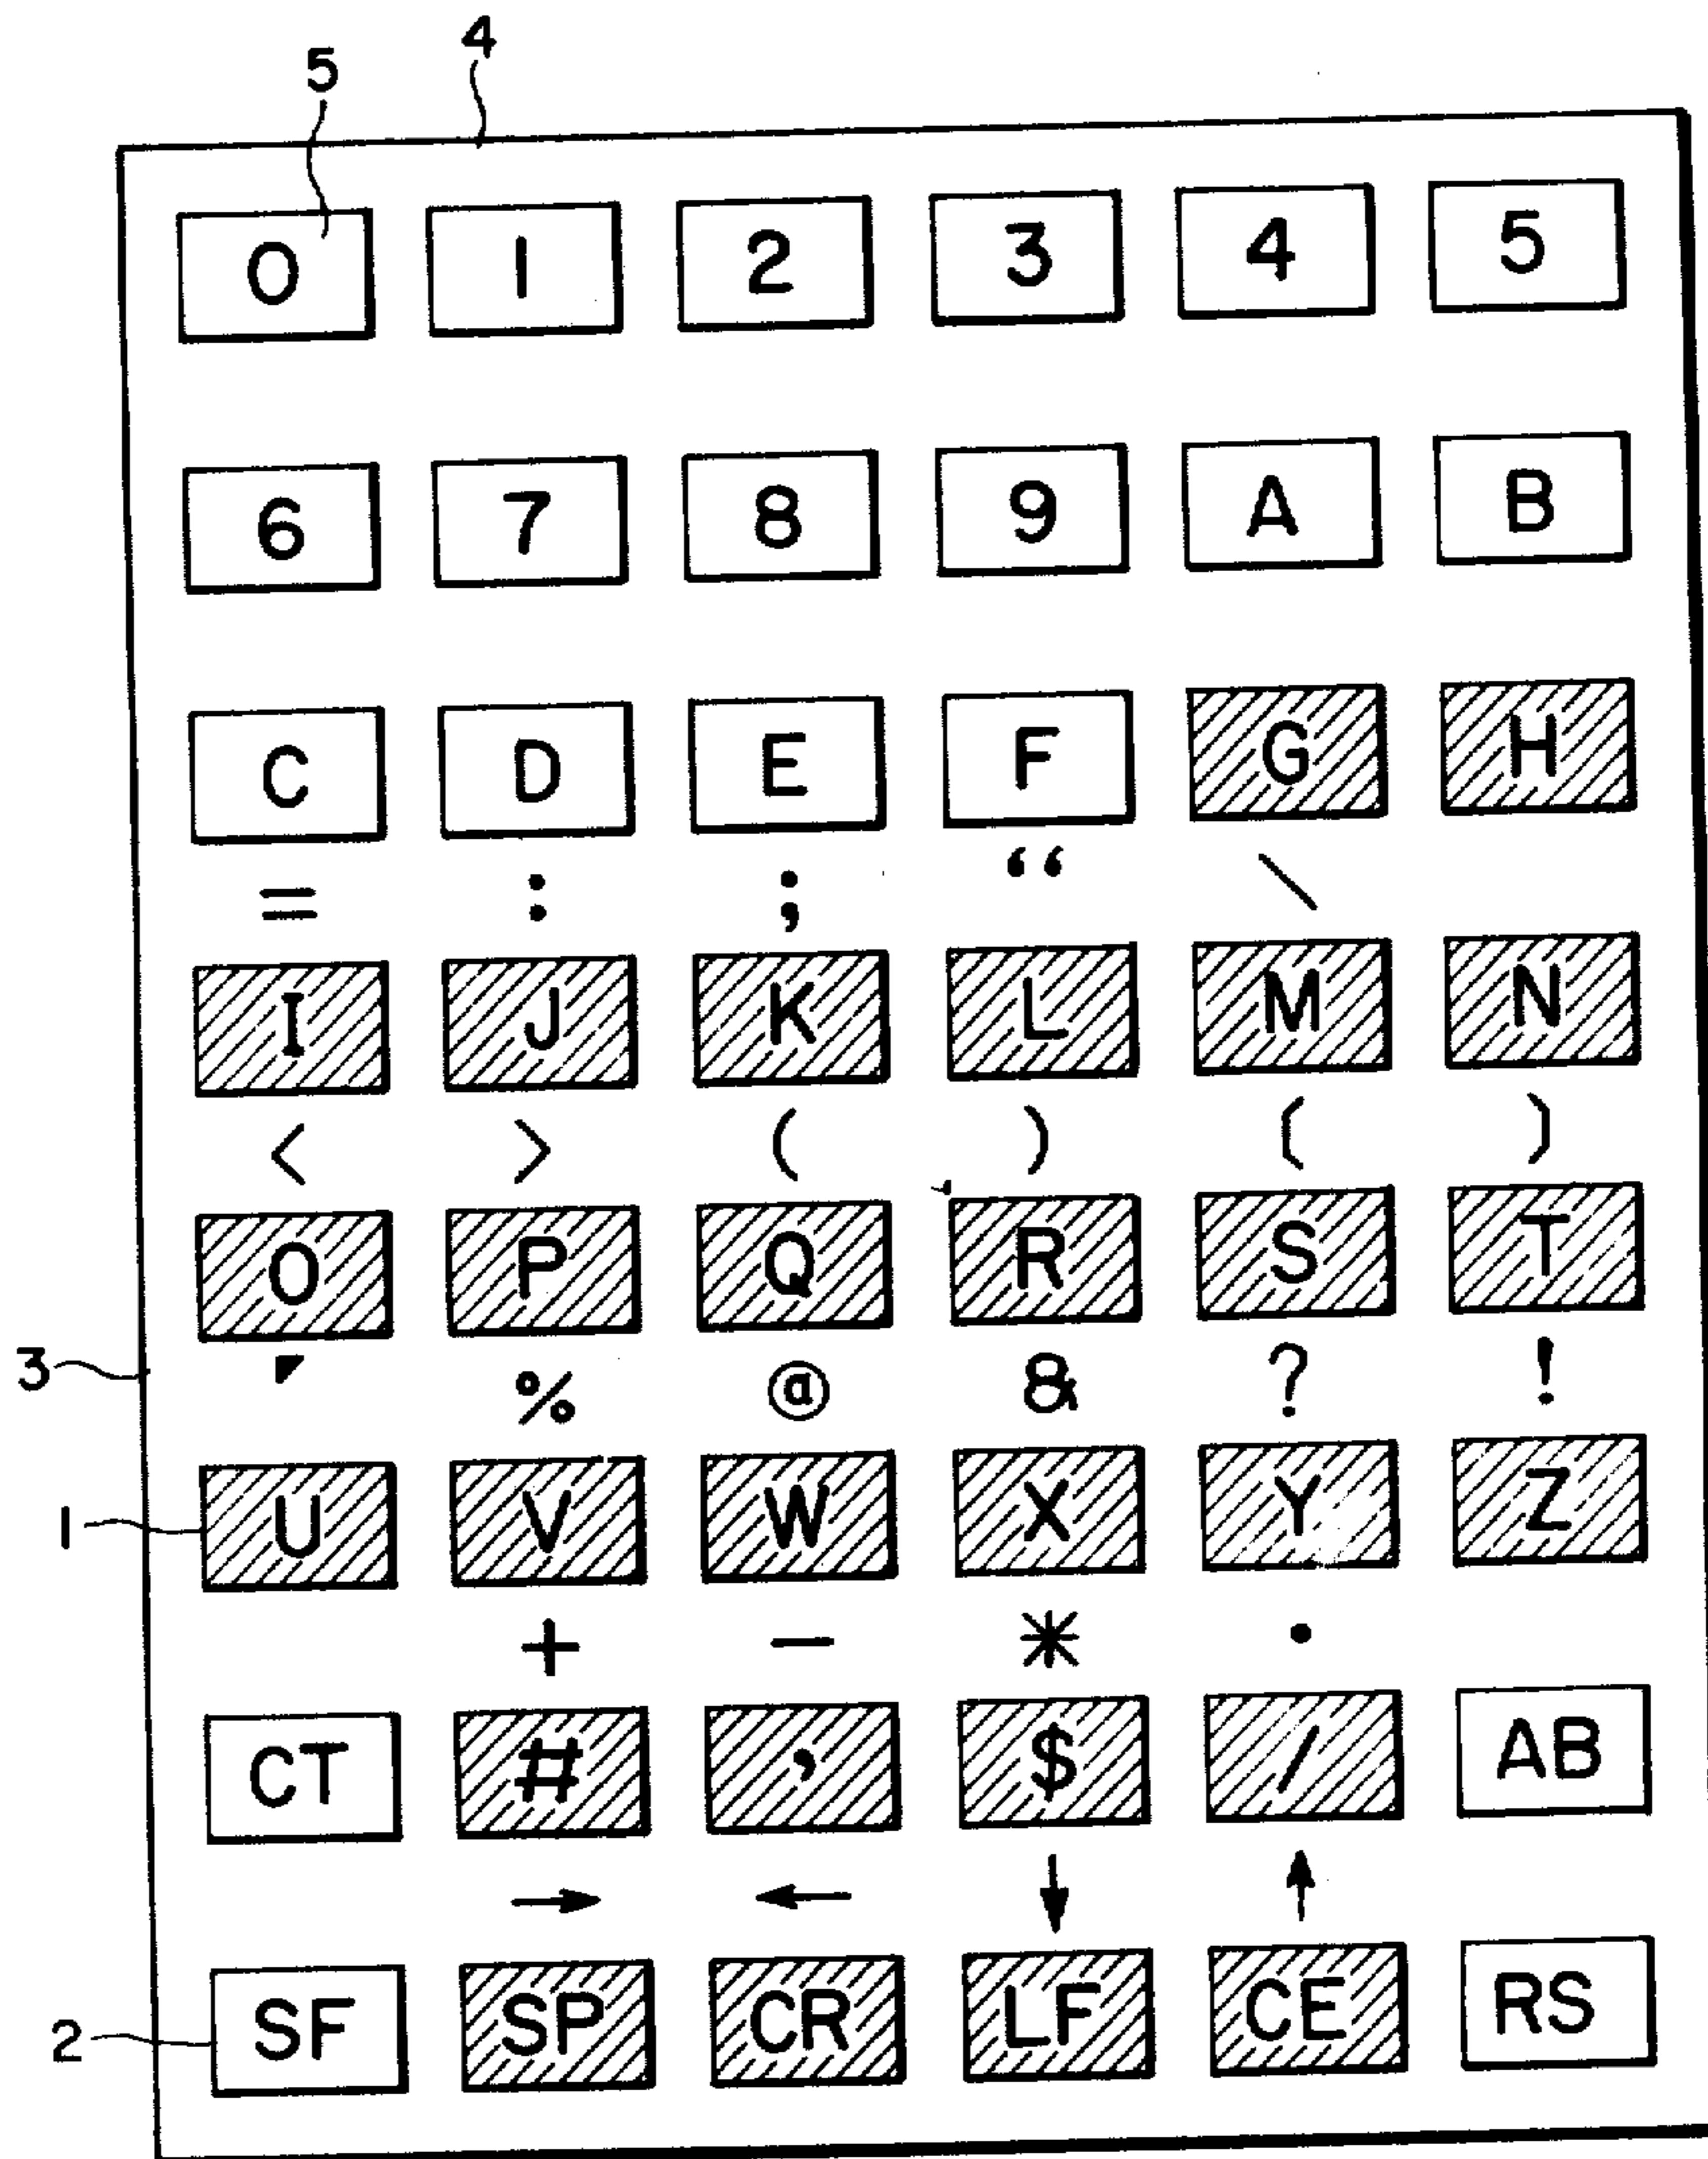 4
5
0 1 2 3 4 5
6 7 8 9 A B
C D E F G H
= : ; “ \
I J K L M N
< > ( ) ( )
O P Q R S T
3 ' % @ & ? !
1 U V W X Y Z
+ - * •
CT # , $ / AB
→ ← ↓ ↑
2 SF SP CR LF CE RS